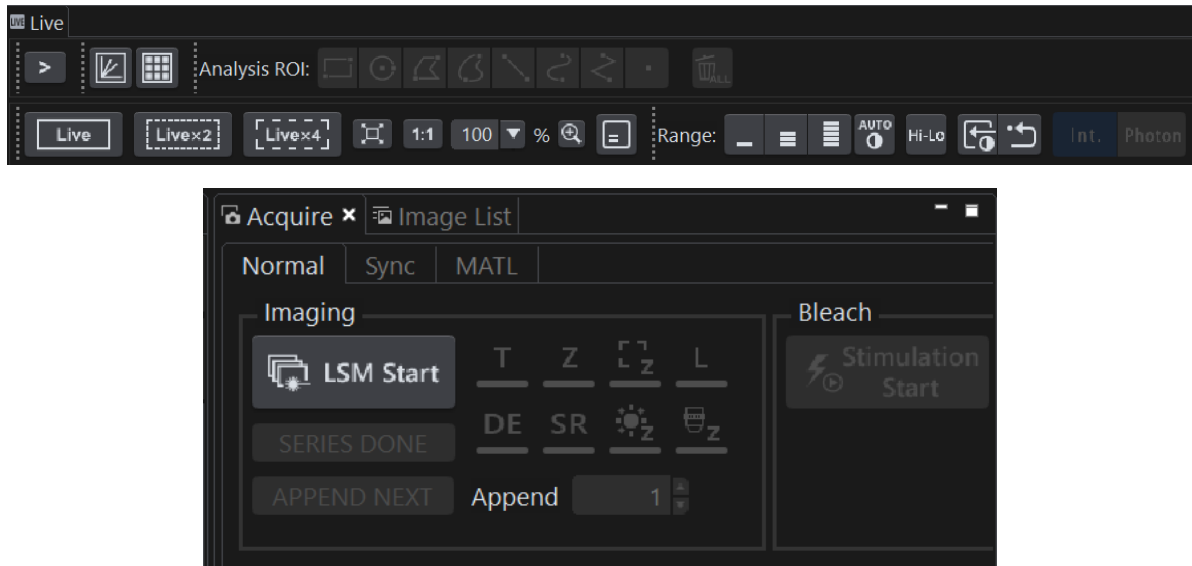 LIVE Live
> Analysis ROI: ALL
Live Live×2 Live×4 1:1 100 % Range: AUTO Hi-Lo Int. Photon
Acquire × Image List
Normal Sync MATL
Imaging Bleach
LSM Start T Z Z L Stimulation Start
SERIES DONE DE SR Z Z
APPEND NEXT Append 1